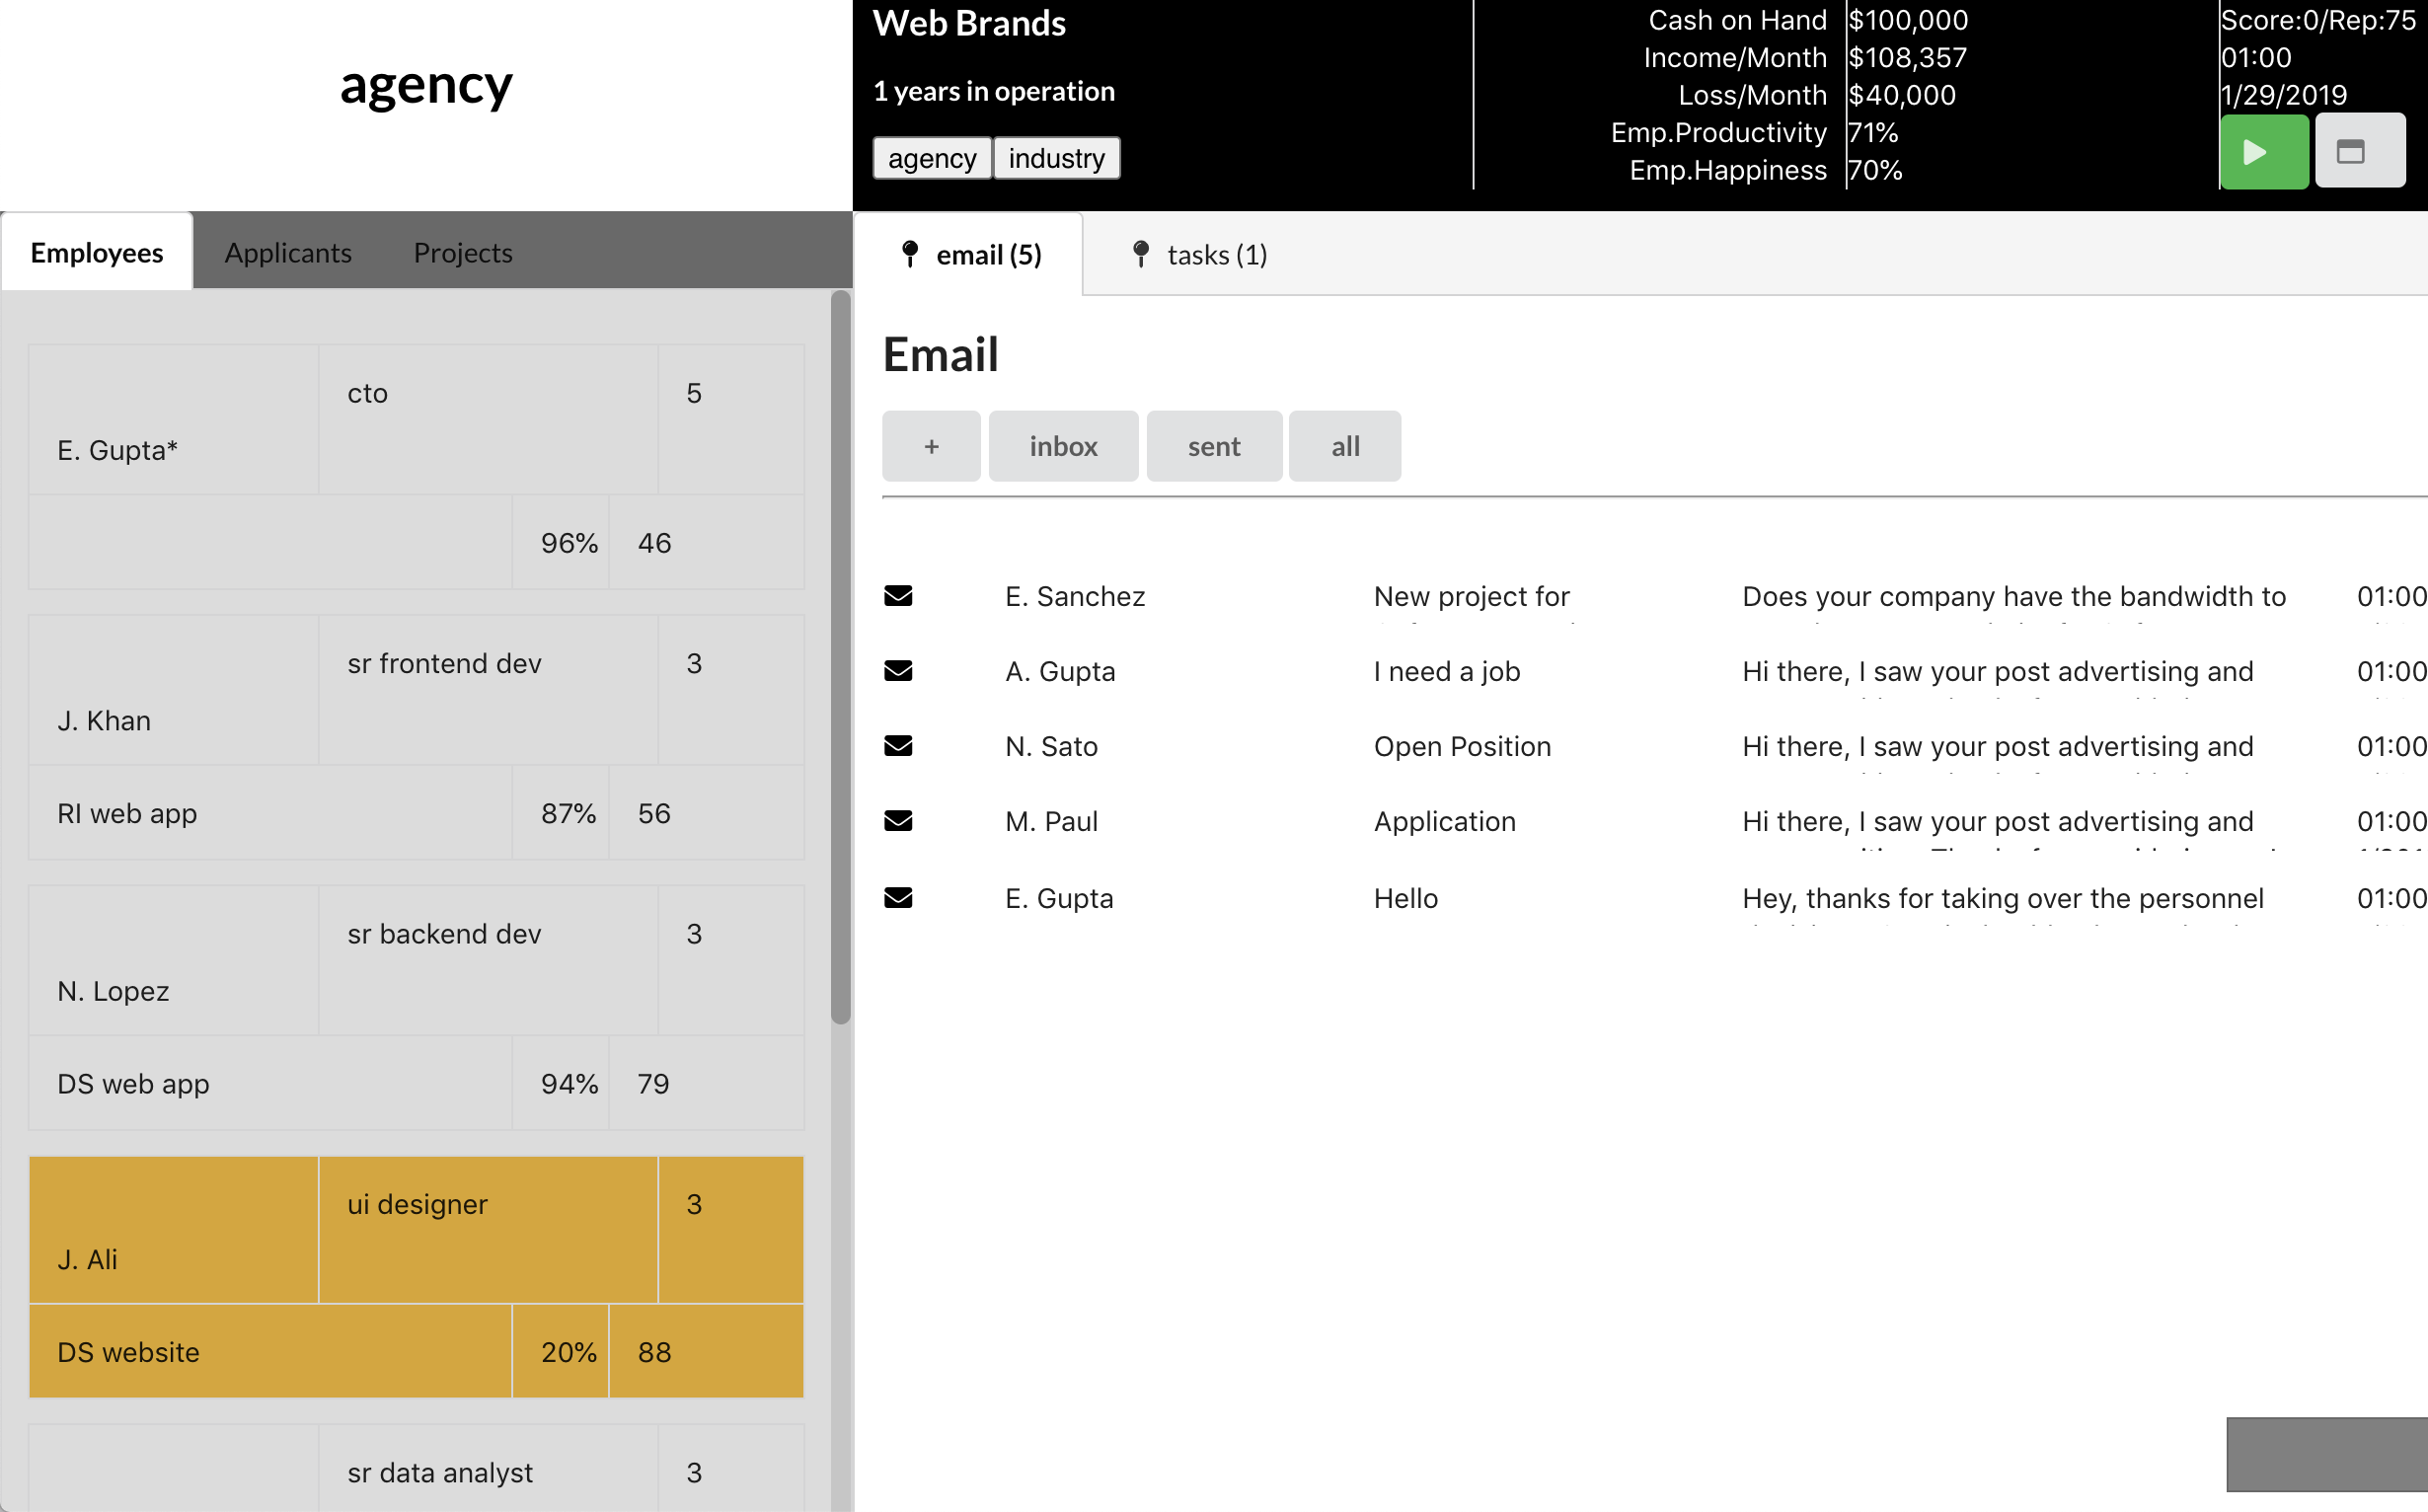 agency
Web Brands
1 years in operation
agency industry
Cash on Hand $100,000
Income/Month $108,357
Loss/Month $40,000
Emp.Productivity 71%
Emp.Happiness 70%
Score:0/Rep:75
01:00
1/29/2019
Employees Applicants Projects
E. Gupta* cto 5
96% 46
J. Khan sr frontend dev 3
RI web app 87% 56
N. Lopez sr backend dev 3
DS web app 94% 79
J. Ali ui designer 3
DS website 20% 88
sr data analyst 3
email (5) tasks (1)
Email
+ inbox sent all
E. Sanchez New project for Does your company have the bandwidth to 01:00
A. Gupta I need a job Hi there, I saw your post advertising and 01:00
N. Sato Open Position Hi there, I saw your post advertising and 01:00
M. Paul Application Hi there, I saw your post advertising and 01:00
E. Gupta Hello Hey, thanks for taking over the personnel 01:00